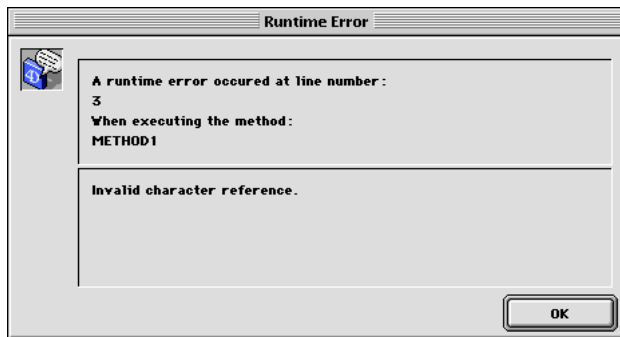 Runtime Error
A runtime error occured at line number:
3
When executing the method:
METHOD1
Invalid character reference.
OK